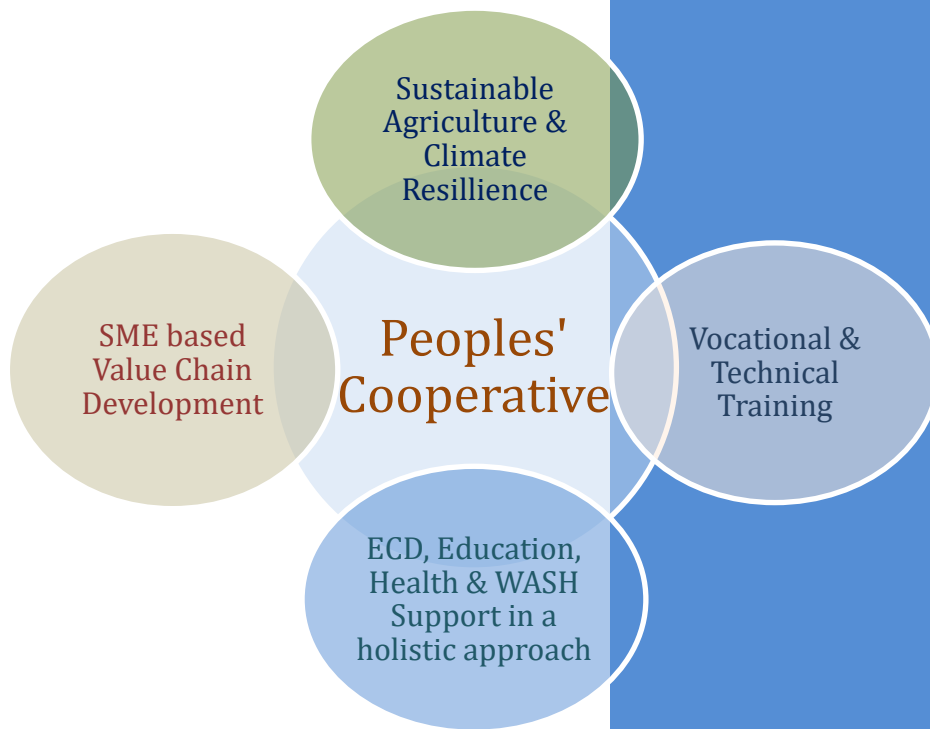 Sustainable
Agriculture &
Climate
Resillience
SME based
Value Chain
Development
Peoples'
Cooperative
Vocational &
Technical
Training
ECD, Education,
Health & WASH
Support in a
holistic approach